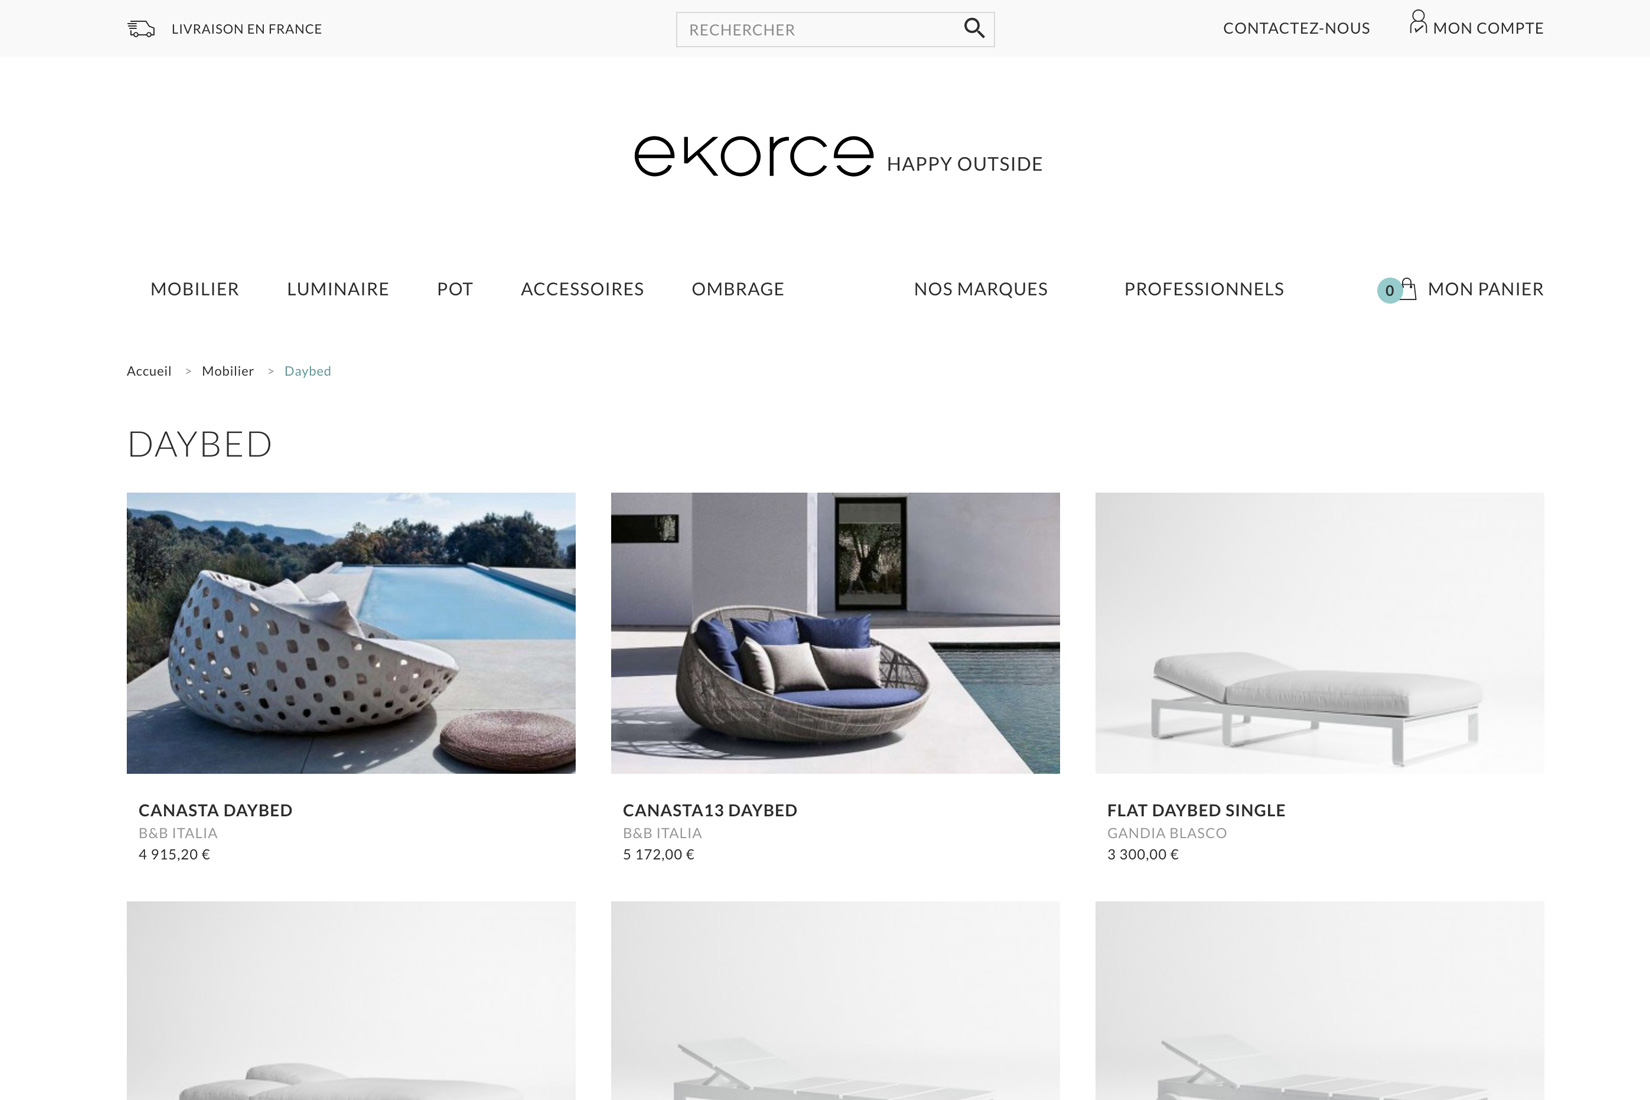 LIVRAISON EN FRANCE
RECHERCHER
CONTACTEZ-NOUS
MON COMPTE
ekorce HAPPY OUTSIDE
MOBILIER
LUMINAIRE
POT
ACCESSOIRES
OMBRAGE
NOS MARQUES
PROFESSIONNELS
0 MON PANIER
Accueil > Mobilier > Daybed
DAYBED
CANASTA DAYBED
B&B ITALIA
4 915,20 €
CANASTA13 DAYBED
B&B ITALIA
5 172,00 €
FLAT DAYBED SINGLE
GANDIA BLASCO
3 300,00 €